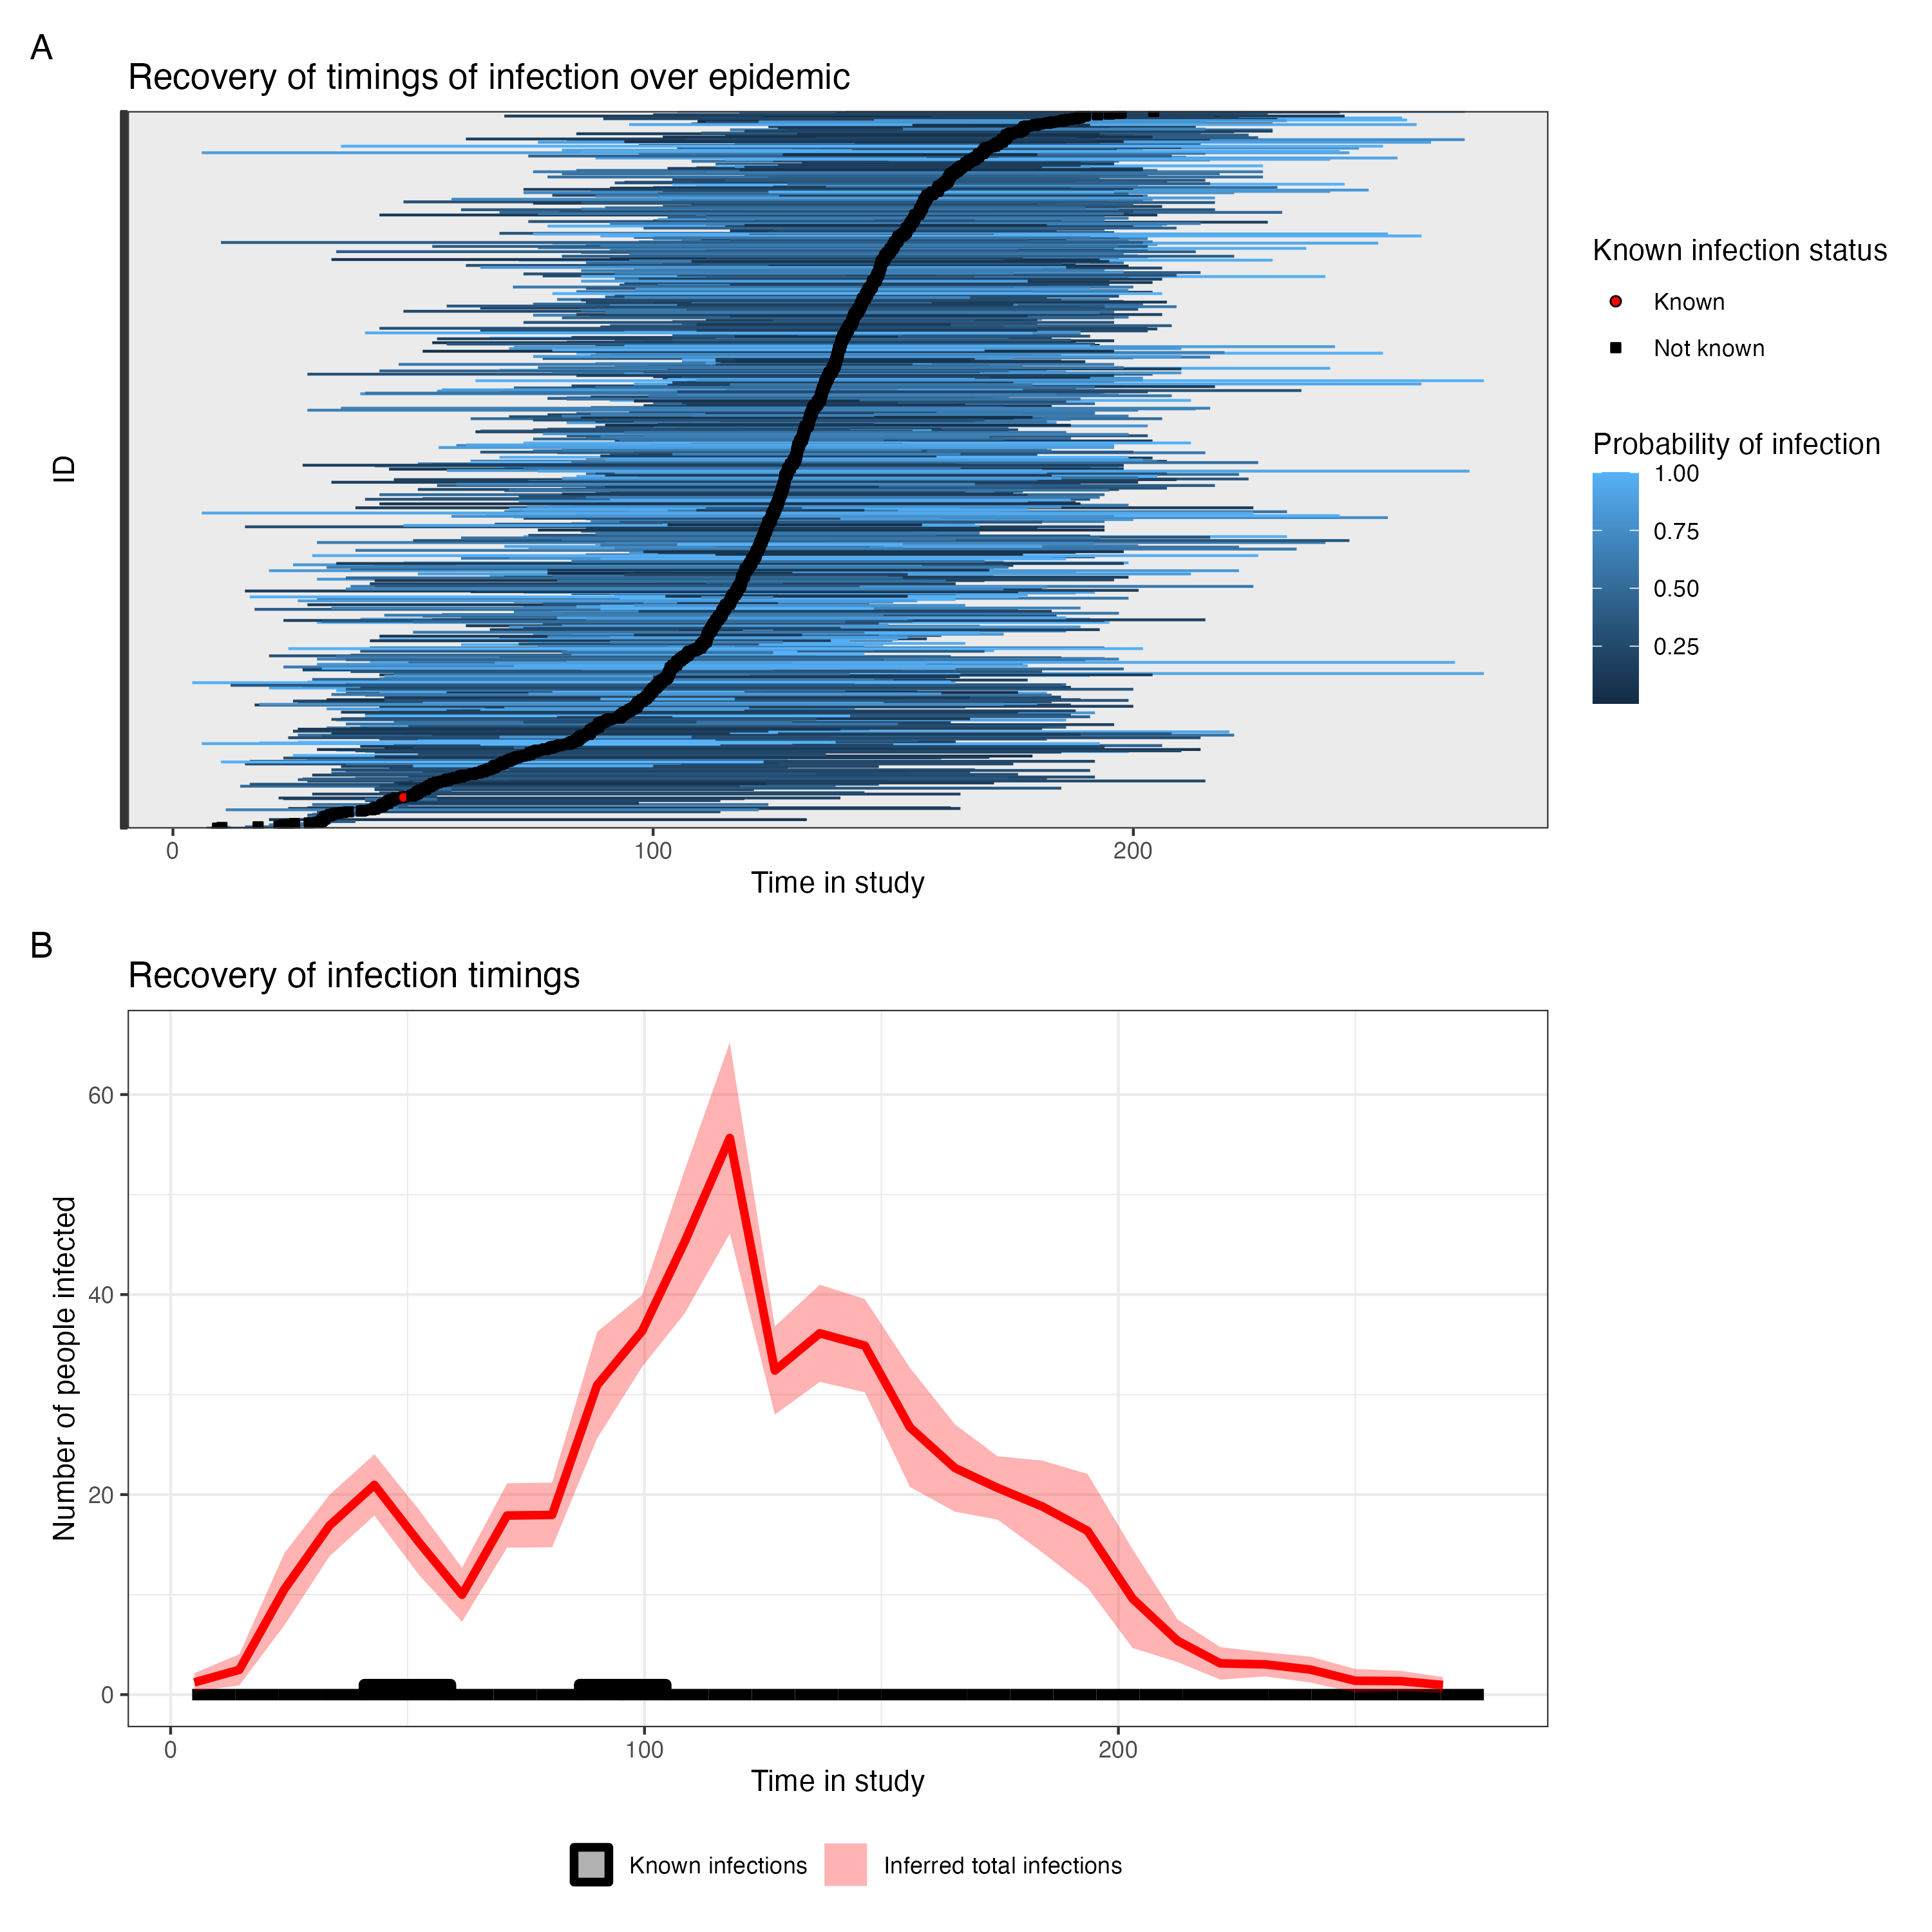 A
Recovery of timings of infection over epidemic
ID
0 100 200
Time in study
Known infection status
Known
Not known
Probability of infection
1.00
0.75
0.50
0.25
B
Recovery of infection timings
Number of people infected
60
40
20
0
0 100 200
Time in study
Known infections Inferred total infections